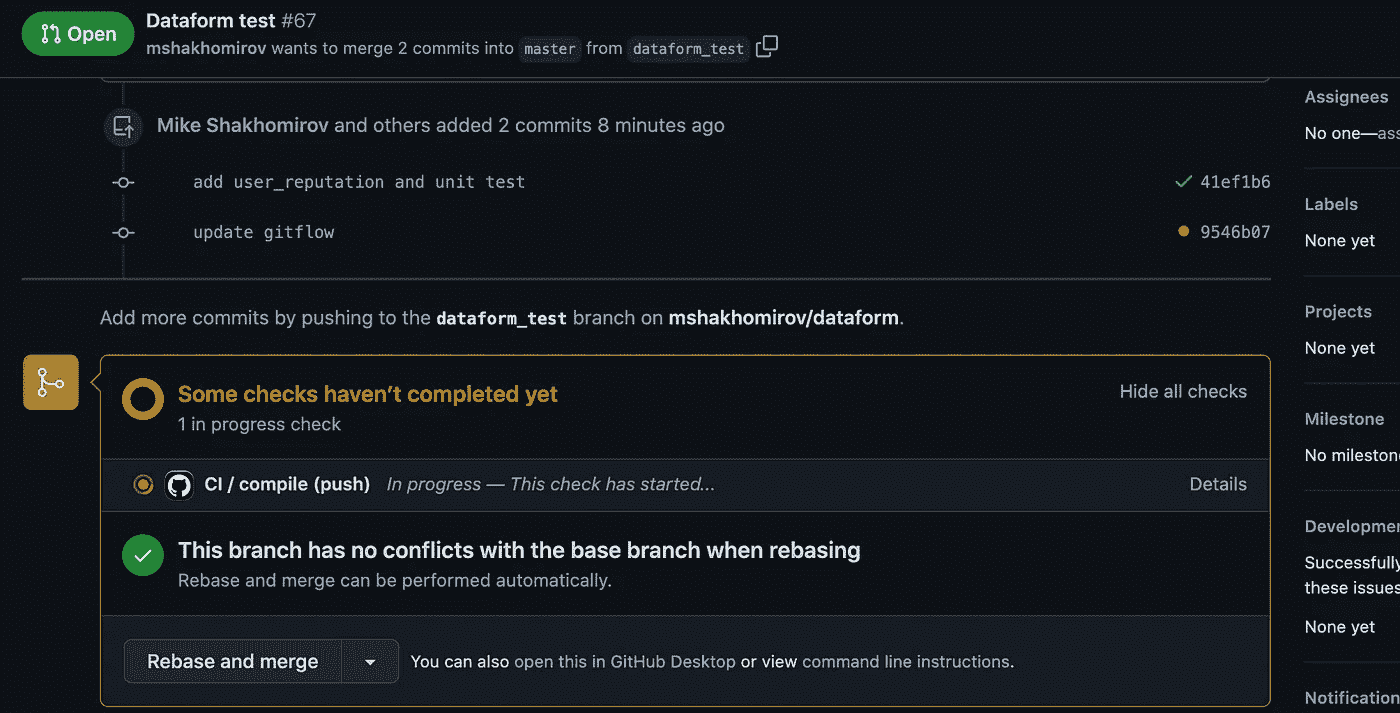 Open
Dataform test #67
mshakhomirov wants to merge 2 commits into master from dataform_test
Mike Shakhomirov and others added 2 commits 8 minutes ago
add user_reputation and unit test 41ef1b6
update gitflow 9546b07
Add more commits by pushing to the dataform_test branch on mshakhomirov/dataform.
Some checks haven’t completed yet
Hide all checks
1 in progress check
CI / compile (push) In progress — This check has started... Details
This branch has no conflicts with the base branch when rebasing
Rebase and merge can be performed automatically.
Rebase and merge
You can also open this in GitHub Desktop or view command line instructions.
Assignees
No one—ass
Labels
None yet
Projects
None yet
Milestone
No mileston
Developmen
Successfully
these issues
None yet
Notification